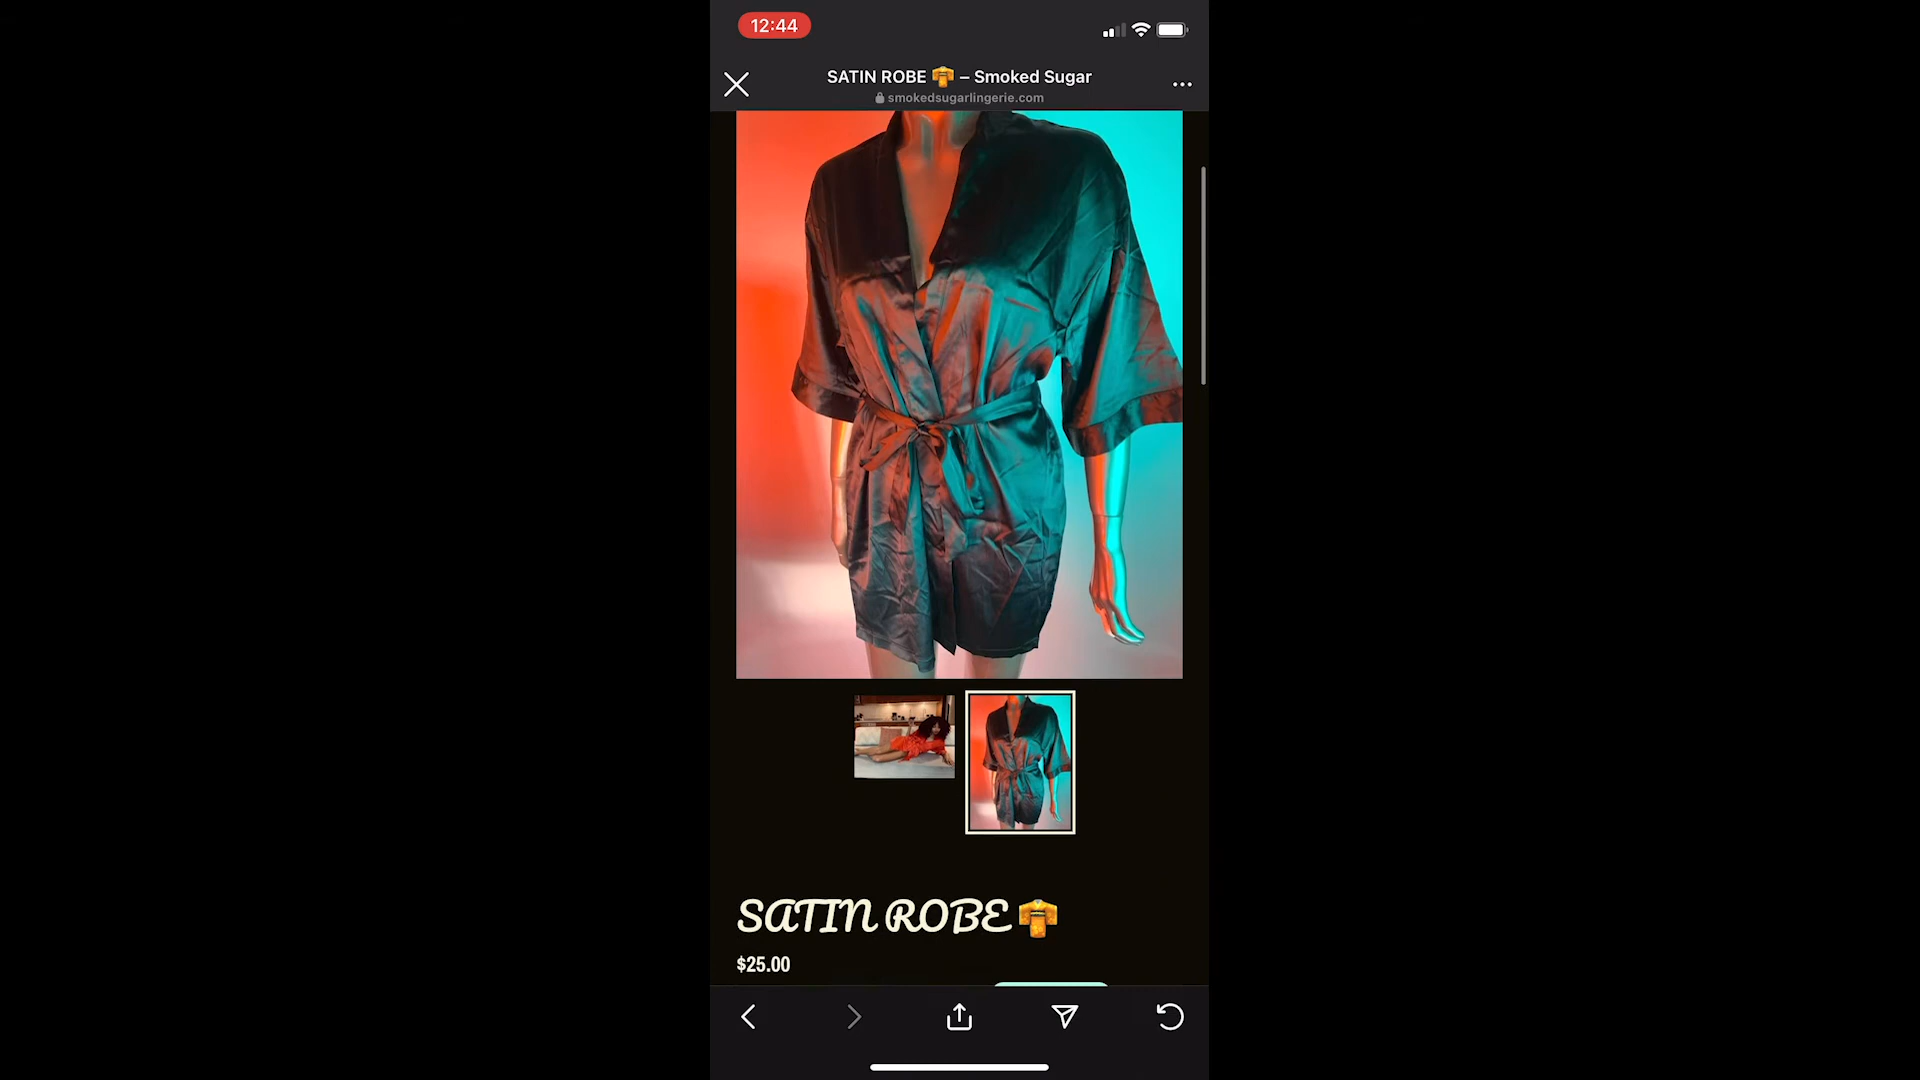 12:44
SATIN ROBE 👘 – Smoked Sugar
smokedsugarlingerie.com
SATIN ROBE 👘
$25.00